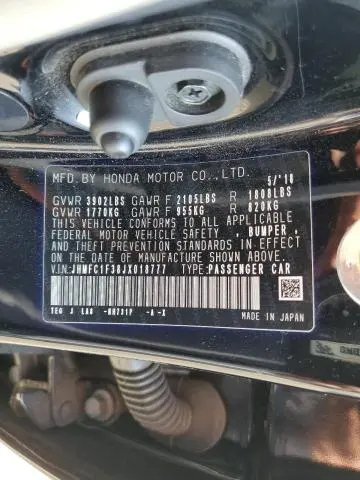 MFD. BY HONDA MOTOR CO., LTD. 5/'18
GVWR 3902LBS GAWR F 2105LBS R 1808LBS
GVWR 1770KG GAWR F 955KG R 820KG
THIS VEHICLE CONFORMS TO ALL APPLICABLE
FEDERAL MOTOR VEHICLE SAFETY , BUMPER ,
AND THEFT PREVENTION STANDARDS IN EFFECT
ON THE DATE OF MANUFACTURE SHOWN ABOVE.
V.I.N:JHMFC1F38JX018777 TYPE:PASSENGER CAR
-NH731P -A-X
MADE IN JAPAN